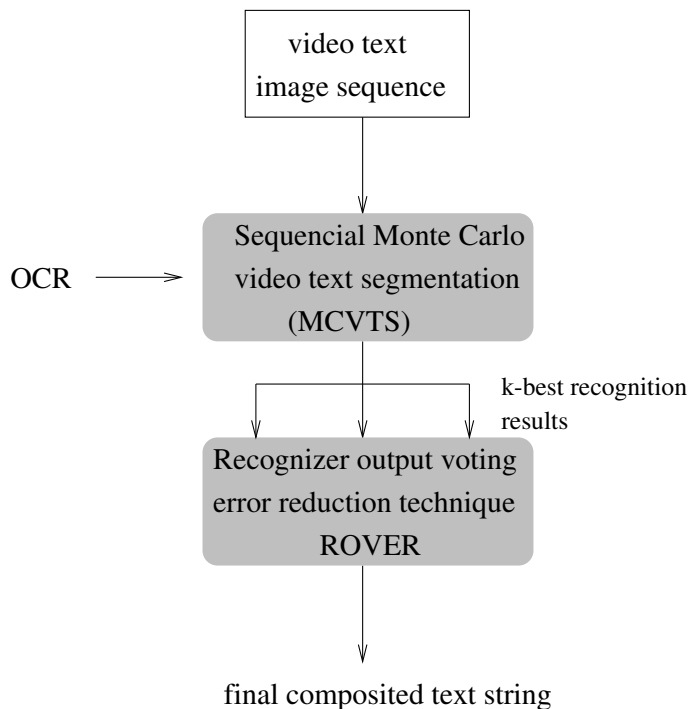 video text
image sequence
Sequencial Monte Carlo
OCR
video text segmentation
(MCVTS)
k-best recognition
results
Recognizer output voting
error reduction technique
ROVER
final composited text string